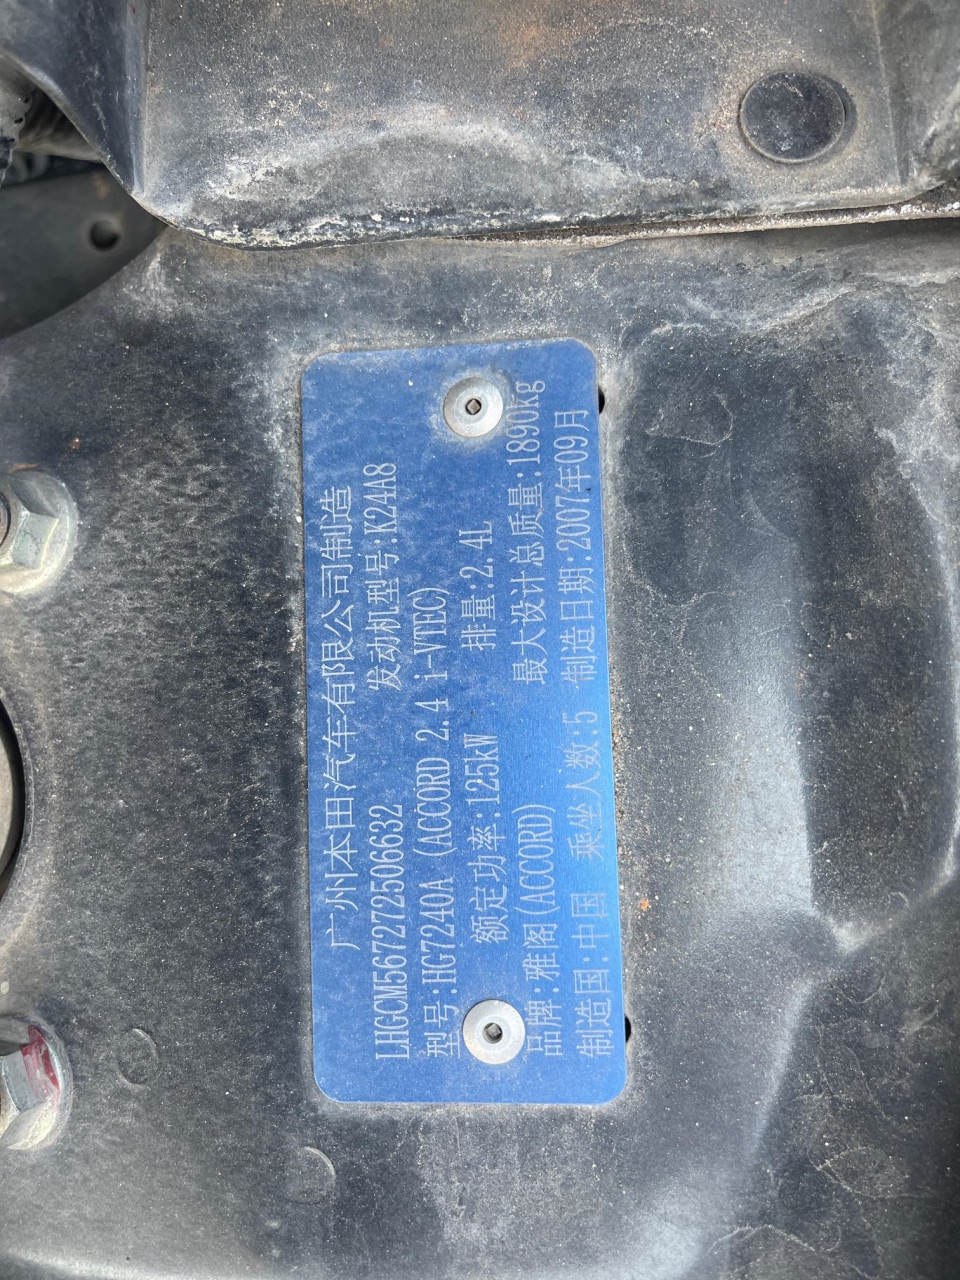 广州本田汽车有限公司制造
LHGCM567272506632 发动机型号:K24A8
型号:HG7240A (ACCORD 2.4 i-VTEC)
额定功率:125kW 排量:2.4L
品牌:雅阁(ACCORD) 最大设计总质量:1890kg
制造国:中国 乘坐人数:5 制造日期:2007年09月